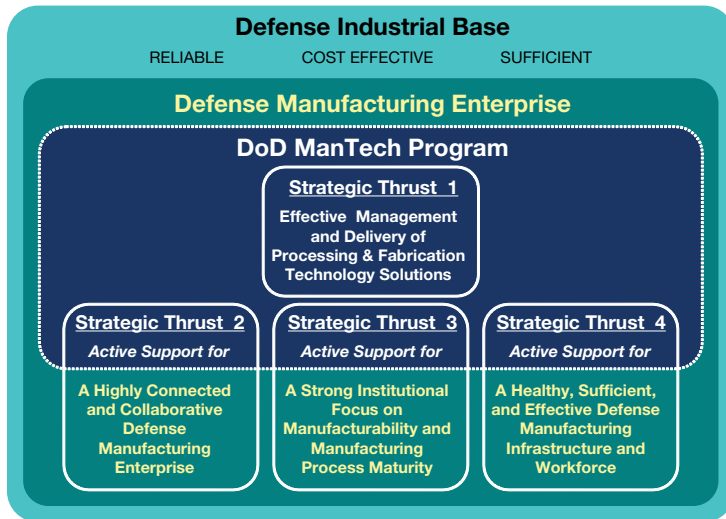 Defense Industrial Base
RELIABLE COST EFFECTIVE SUFFICIENT
Defense Manufacturing Enterprise
DoD ManTech Program
Strategic Thrust 1
Effective Management
and Delivery of
Processing & Fabrication
Technology Solutions
Strategic Thrust 2
Active Support for
A Highly Connected
and Collaborative
Defense
Manufacturing
Enterprise
Strategic Thrust 3
Active Support for
A Strong Institutional
Focus on
Manufacturability and
Manufacturing
Process Maturity
Strategic Thrust 4
Active Support for
A Healthy, Sufficient,
and Effective Defense
Manufacturing
Infrastructure and
Workforce